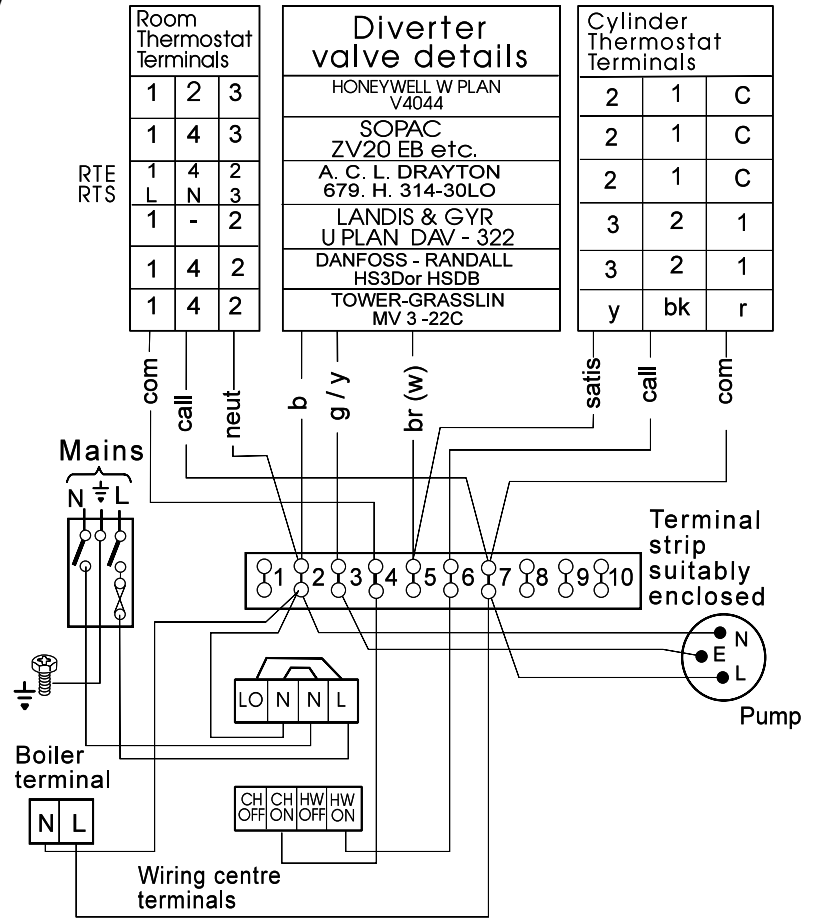 Room
Thermostat
Terminals
1 2 3
1 4 3
RTE 1 4 2
RTS L N 3
1 - 2
1 4 2
1 4 2
Diverter
valve details
HONEYWELL W PLAN
V4044
SOPAC
ZV20 EB etc.
A. C. L. DRAYTON
679. H. 314-30LO
LANDIS & GYR
U PLAN DAV - 322
DANFOSS - RANDALL
HS3Dor HSDB
TOWER-GRASSLIN
MV 3 -22C
Cylinder
Thermostat
Terminals
2 1 C
2 1 C
2 1 C
3 2 1
3 2 1
y bk r
com
call
neut
b
g / y
br (w)
satis
call
com
Mains
N L
1 2 3 4 5 6 7 8 9 10
Terminal
strip
suitably
enclosed
N
E
L
Pump
LO N N L
Boiler
terminal
N L
CH OFF CH ON HW OFF HW ON
Wiring centre
terminals